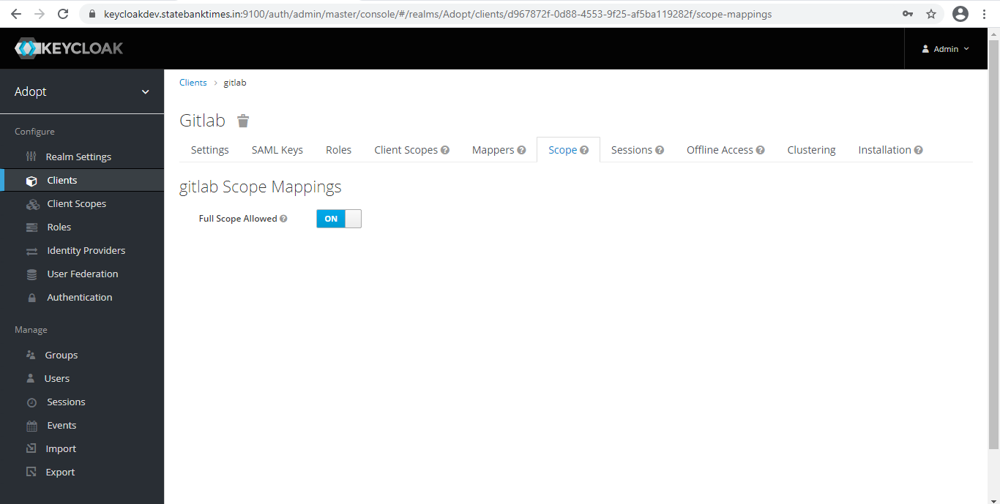 keycloakdev.statebanktimes.in:9100/auth/admin/master/console/#/realms/Adopt/clients/d967872f-0d88-4553-9f25-af5ba119282f/scope-mappings
KEYCLOAK
Admin
Adopt
Clients > gitlab
Gitlab
Settings SAML Keys Roles Client Scopes ? Mappers ? Scope ? Sessions ? Offline Access ? Clustering Installation ?
gitlab Scope Mappings
Full Scope Allowed ? ON
Configure
Realm Settings
Clients
Client Scopes
Roles
Identity Providers
User Federation
Authentication
Manage
Groups
Users
Sessions
Events
Import
Export